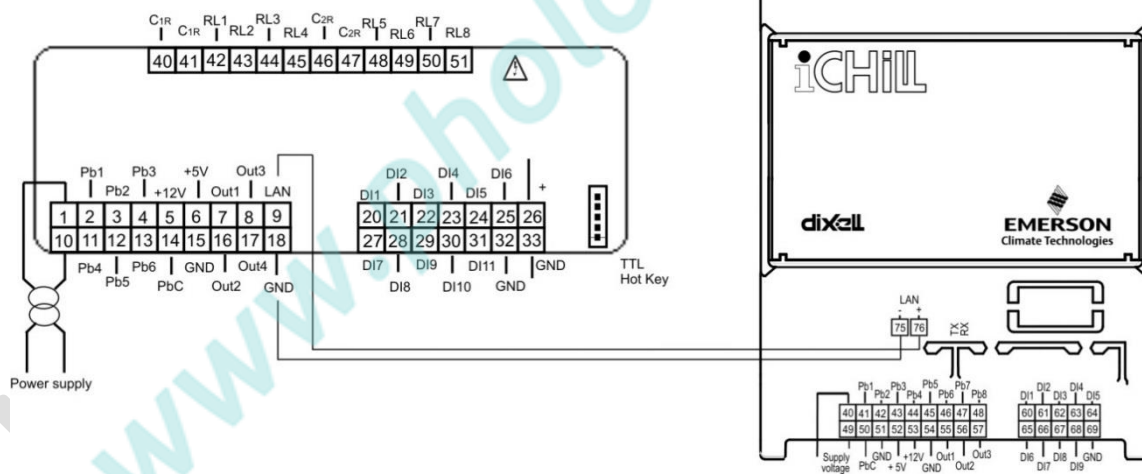 C1R C1R RL1 RL2 RL3 RL4 C2R C2R RL5 RL6 RL7 RL8
40 41 42 43 44 45 46 47 48 49 50 51
iCHiLL
Pb1 Pb2 Pb3 +12V +5V Out1 Out3 LAN
1 2 3 4 5 6 7 8 9
10 11 12 13 14 15 16 17 18
Pb4 Pb5 Pb6 PbC GND Out2 Out4 GND
DI1 DI2 DI3 DI4 DI5 DI6 +
20 21 22 23 24 25 26
27 28 29 30 31 32 33
DI7 DI8 DI9 DI10 DI11 GND GND
TTL
Hot Key
Power supply
dixell
EMERSON
Climate Technologies
LAN
- +
75 76
TX
RX
Pb1 Pb2 Pb3 Pb4 Pb5 Pb6 Pb7 Pb8
40 41 42 43 44 45 46 47 48
49 50 51 52 53 54 55 56 57
Supply
voltage
PbC GND + 5V +12V GND Out1 Out2 Out3
DI1 DI2 DI3 DI4 DI5
60 61 62 63 64
65 66 67 68 69
DI6 DI7 DI8 DI9 GND
www.pholo